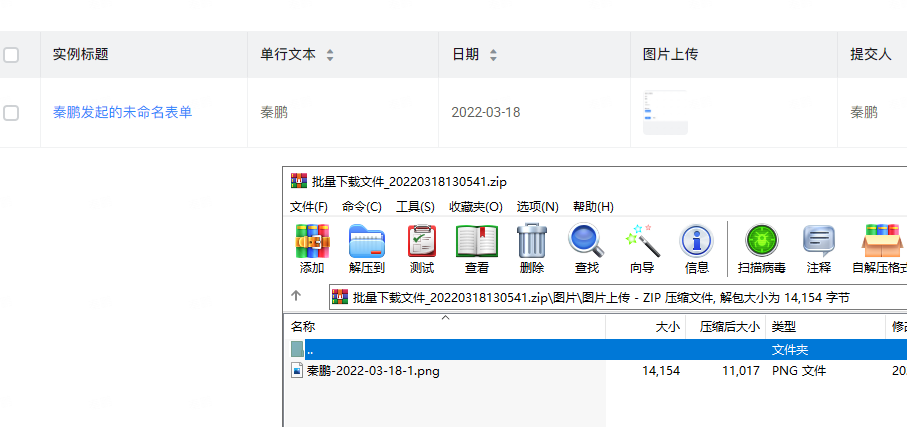 实例标题 单行文本 日期 图片上传 提交人
秦鹏发起的未命名表单 秦鹏 2022-03-18 秦鹏
批量下载文件_20220318130541.zip
文件(F) 命令(C) 工具(S) 收藏夹(O) 选项(N) 帮助(H)
添加 解压到 测试 查看 删除 查找 向导 信息 扫描病毒 注释 自解压格式
批量下载文件_20220318130541.zip\图片\图片上传 - ZIP 压缩文件, 解包大小为 14,154 字节
名称 大小 压缩后大小 类型 修改
.. 文件夹
秦鹏-2022-03-18-1.png 14,154 11,017 PNG 文件 20